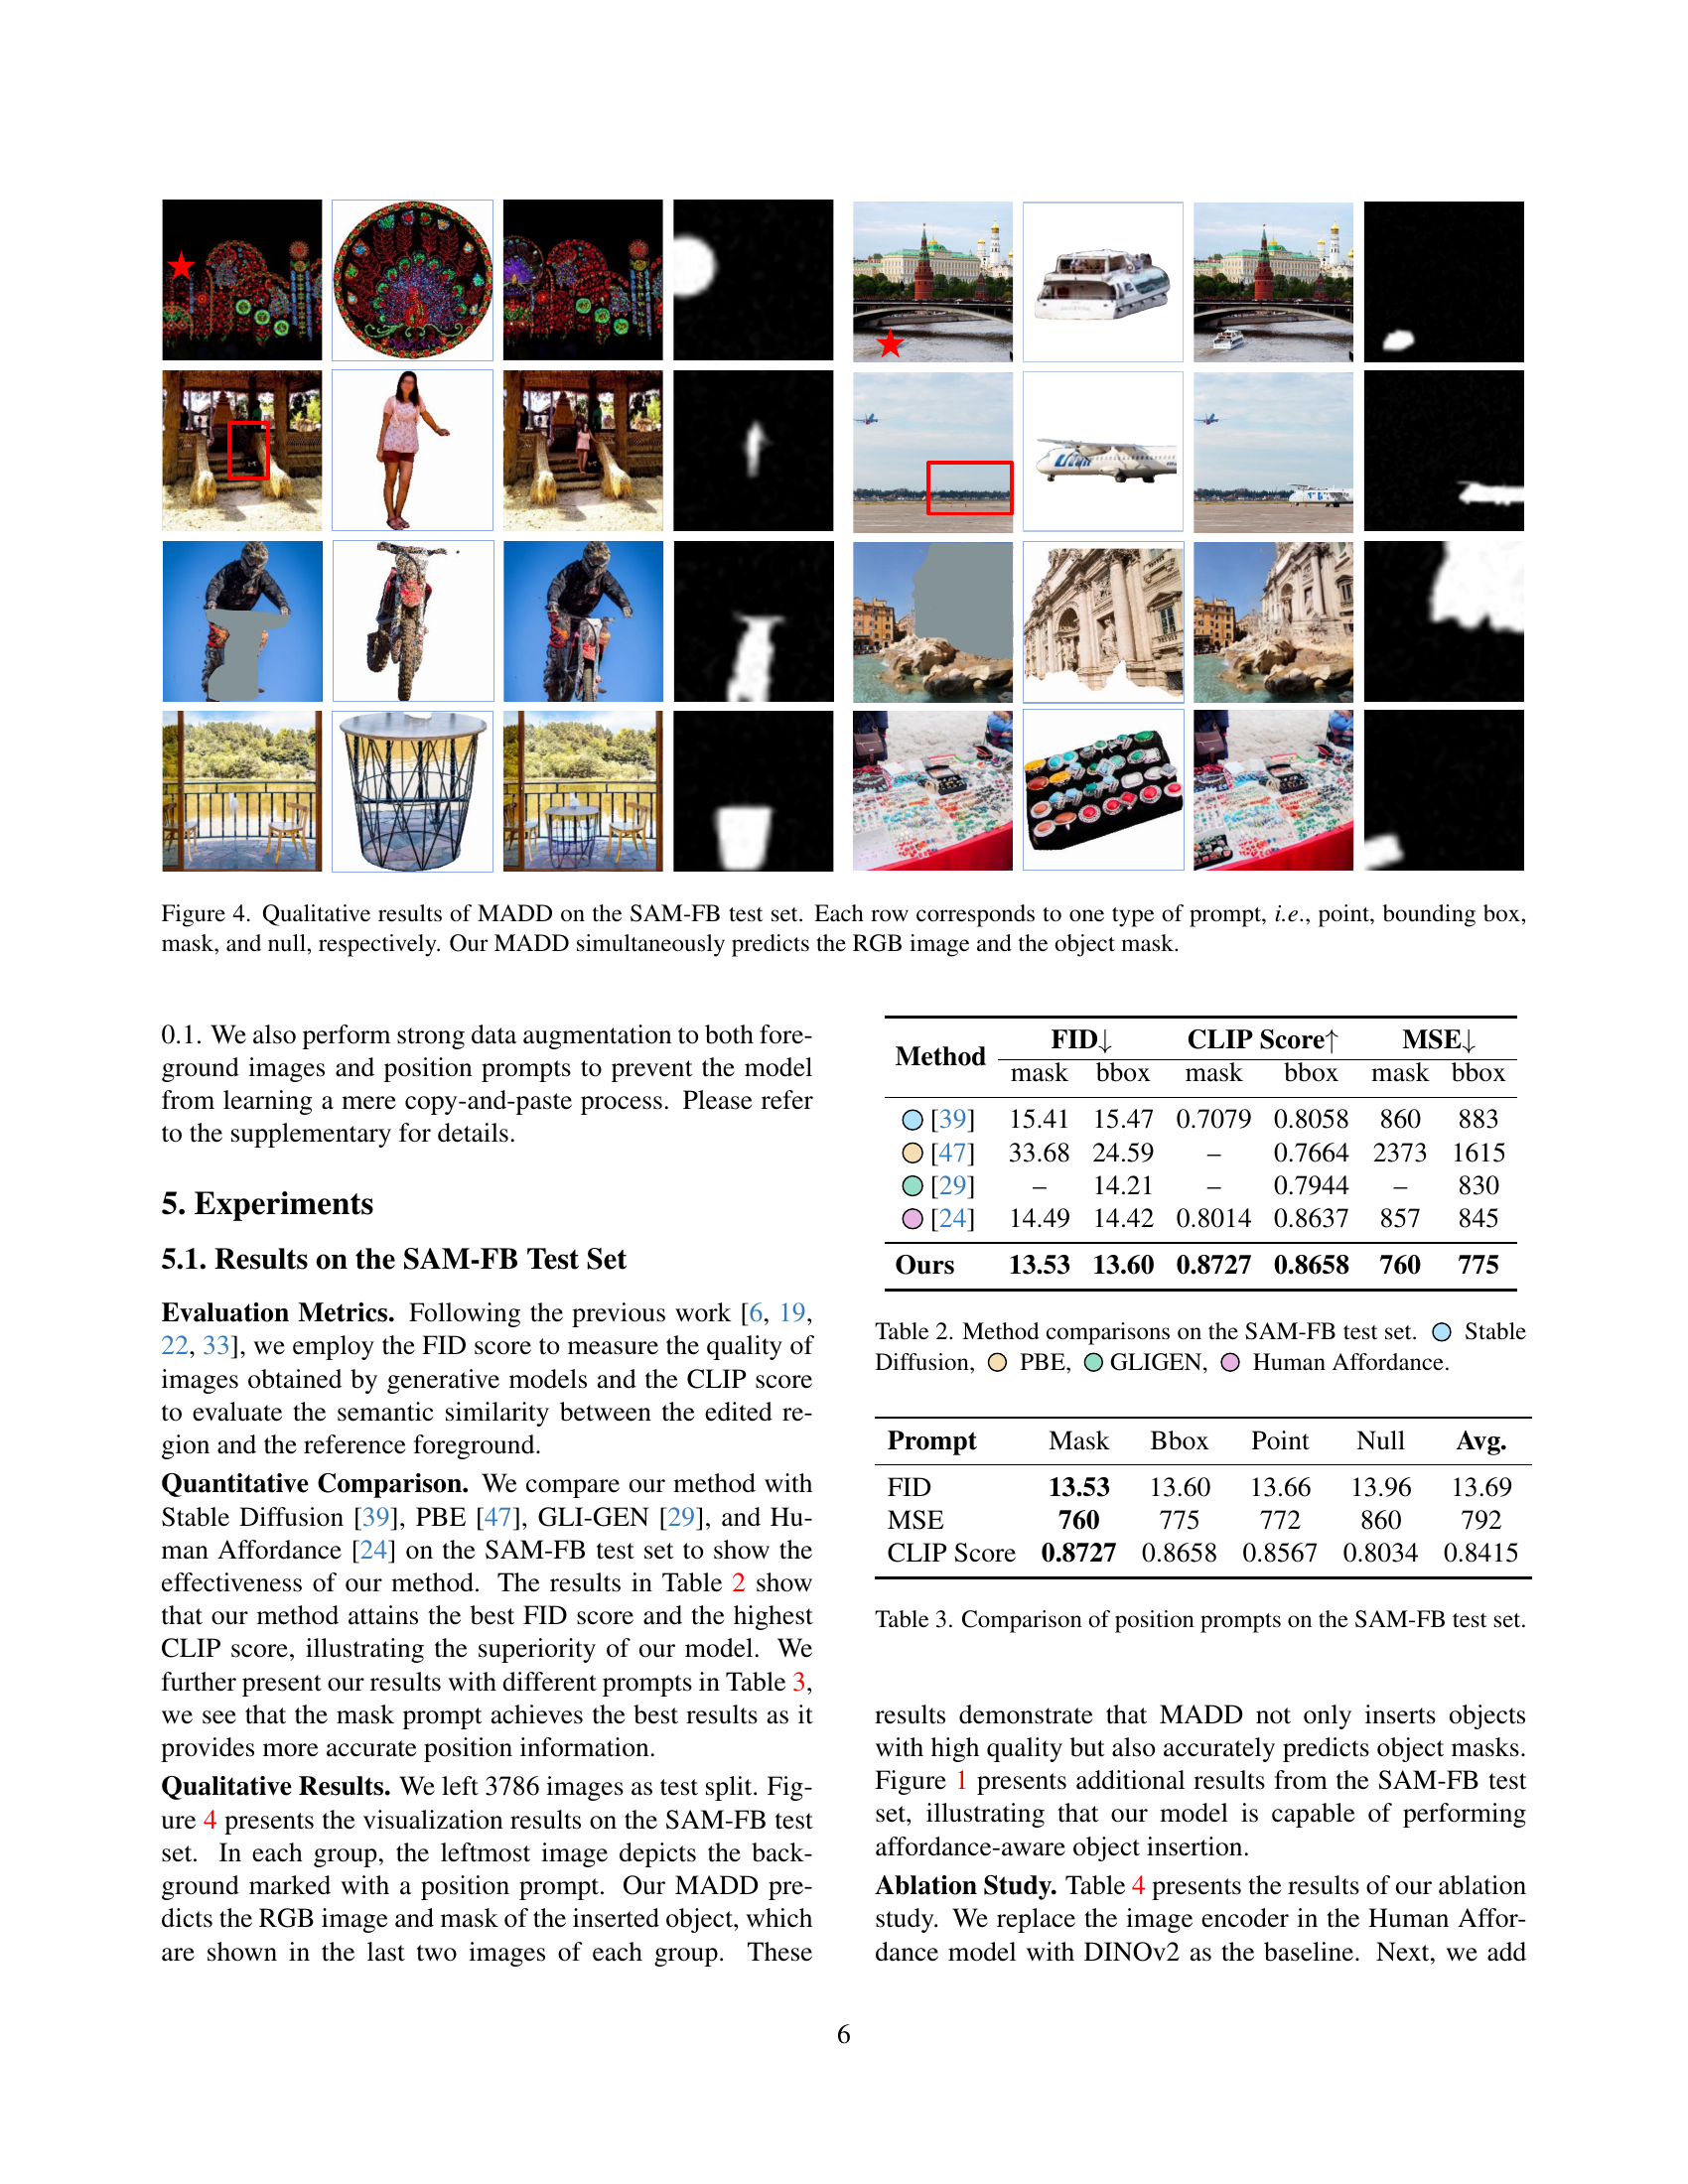 Utair
Figure 4. Qualitative results of MADD on the SAM-FB test set. Each row corresponds to one type of prompt, i.e., point, bounding box,
mask, and null, respectively. Our MADD simultaneously predicts the RGB image and the object mask.
0.1. We also perform strong data augmentation to both fore-
ground images and position prompts to prevent the model
from learning a mere copy-and-paste process. Please refer
to the supplementary for details.
5. Experiments
5.1. Results on the SAM-FB Test Set
Evaluation Metrics. Following the previous work [6, 19,
22, 33], we employ the FID score to measure the quality of
images obtained by generative models and the CLIP score
to evaluate the semantic similarity between the edited re-
gion and the reference foreground.
Quantitative Comparison. We compare our method with
Stable Diffusion [39], PBE [47], GLI-GEN [29], and Hu-
man Affordance [24] on the SAM-FB test set to show the
effectiveness of our method. The results in Table 2 show
that our method attains the best FID score and the highest
CLIP score, illustrating the superiority of our model. We
further present our results with different prompts in Table 3,
we see that the mask prompt achieves the best results as it
provides more accurate position information.
Qualitative Results. We left 3786 images as test split. Fig-
ure 4 presents the visualization results on the SAM-FB test
set. In each group, the leftmost image depicts the back-
ground marked with a position prompt. Our MADD pre-
dicts the RGB image and mask of the inserted object, which
are shown in the last two images of each group. These
Method FID↓ CLIP Score↑ MSE↓
mask bbox mask bbox mask bbox
[39] 15.41 15.47 0.7079 0.8058 860 883
[47] 33.68 24.59 – 0.7664 2373 1615
[29] – 14.21 – 0.7944 – 830
[24] 14.49 14.42 0.8014 0.8637 857 845
Ours 13.53 13.60 0.8727 0.8658 760 775
Table 2. Method comparisons on the SAM-FB test set. Stable
Diffusion, PBE, GLIGEN, Human Affordance.
Prompt Mask Bbox Point Null Avg.
FID 13.53 13.60 13.66 13.96 13.69
MSE 760 775 772 860 792
CLIP Score 0.8727 0.8658 0.8567 0.8034 0.8415
Table 3. Comparison of position prompts on the SAM-FB test set.
results demonstrate that MADD not only inserts objects
with high quality but also accurately predicts object masks.
Figure 1 presents additional results from the SAM-FB test
set, illustrating that our model is capable of performing
affordance-aware object insertion.
Ablation Study. Table 4 presents the results of our ablation
study. We replace the image encoder in the Human Affor-
dance model with DINOv2 as the baseline. Next, we add
6